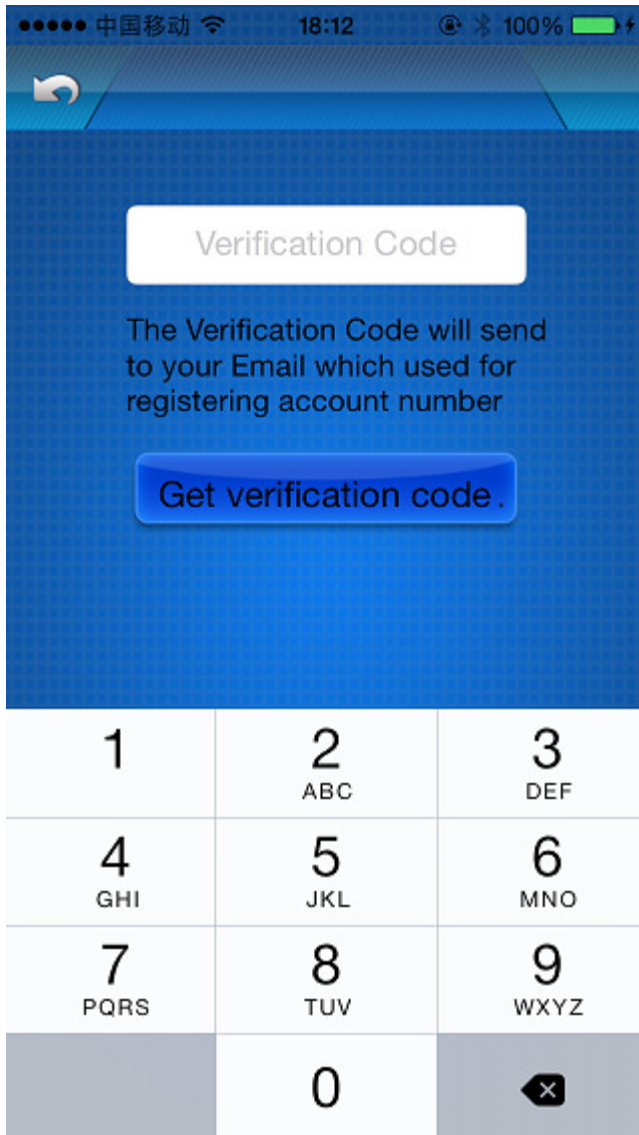 中国移动 18:12 100%
Verification Code
The Verification Code will send
to your Email which used for
registering account number
Get verification code .
1 2 3
ABC DEF
4 5 6
GHI JKL MNO
7 8 9
PQRS TUV WXYZ
0